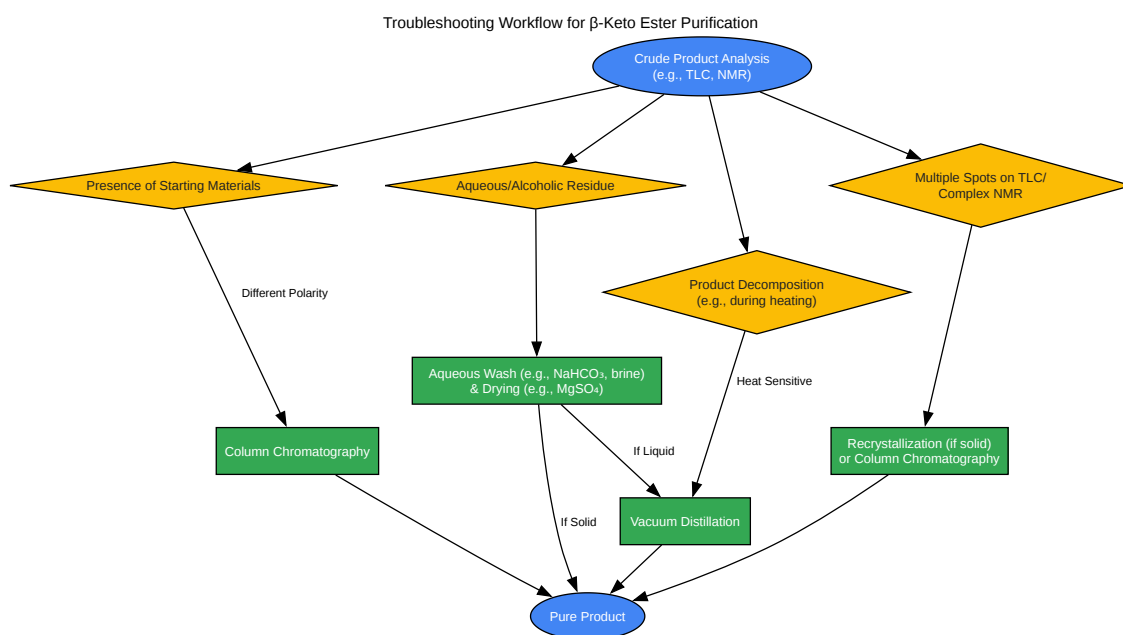 Troubleshooting Workflow for β-Keto Ester Purification
Crude Product Analysis
(e.g., TLC, NMR)
Presence of Starting Materials
Aqueous/Alcoholic Residue
Multiple Spots on TLC/
Complex NMR
Product Decomposition
(e.g., during heating)
Different Polarity
Aqueous Wash (e.g., NaHCO₃, brine)
& Drying (e.g., MgSO₄)
Heat Sensitive
Column Chromatography
If Liquid
Recrystallization (if solid)
or Column Chromatography
If Solid
Vacuum Distillation
Pure Product